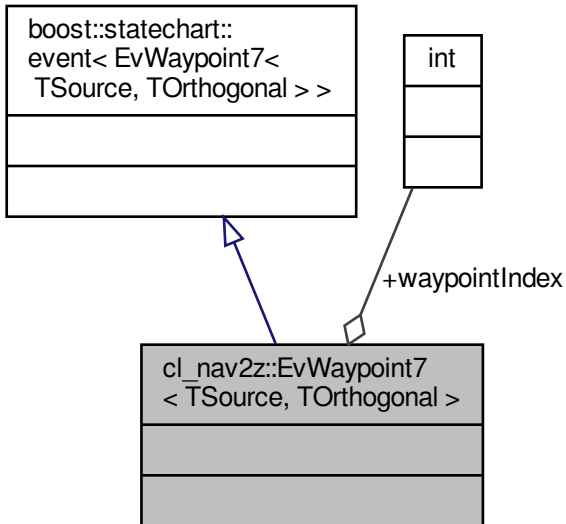 boost::statechart::
event< EvWaypoint7<
TSource, TOrthogonal > >
int
+waypointIndex
cl_nav2z::EvWaypoint7
< TSource, TOrthogonal >